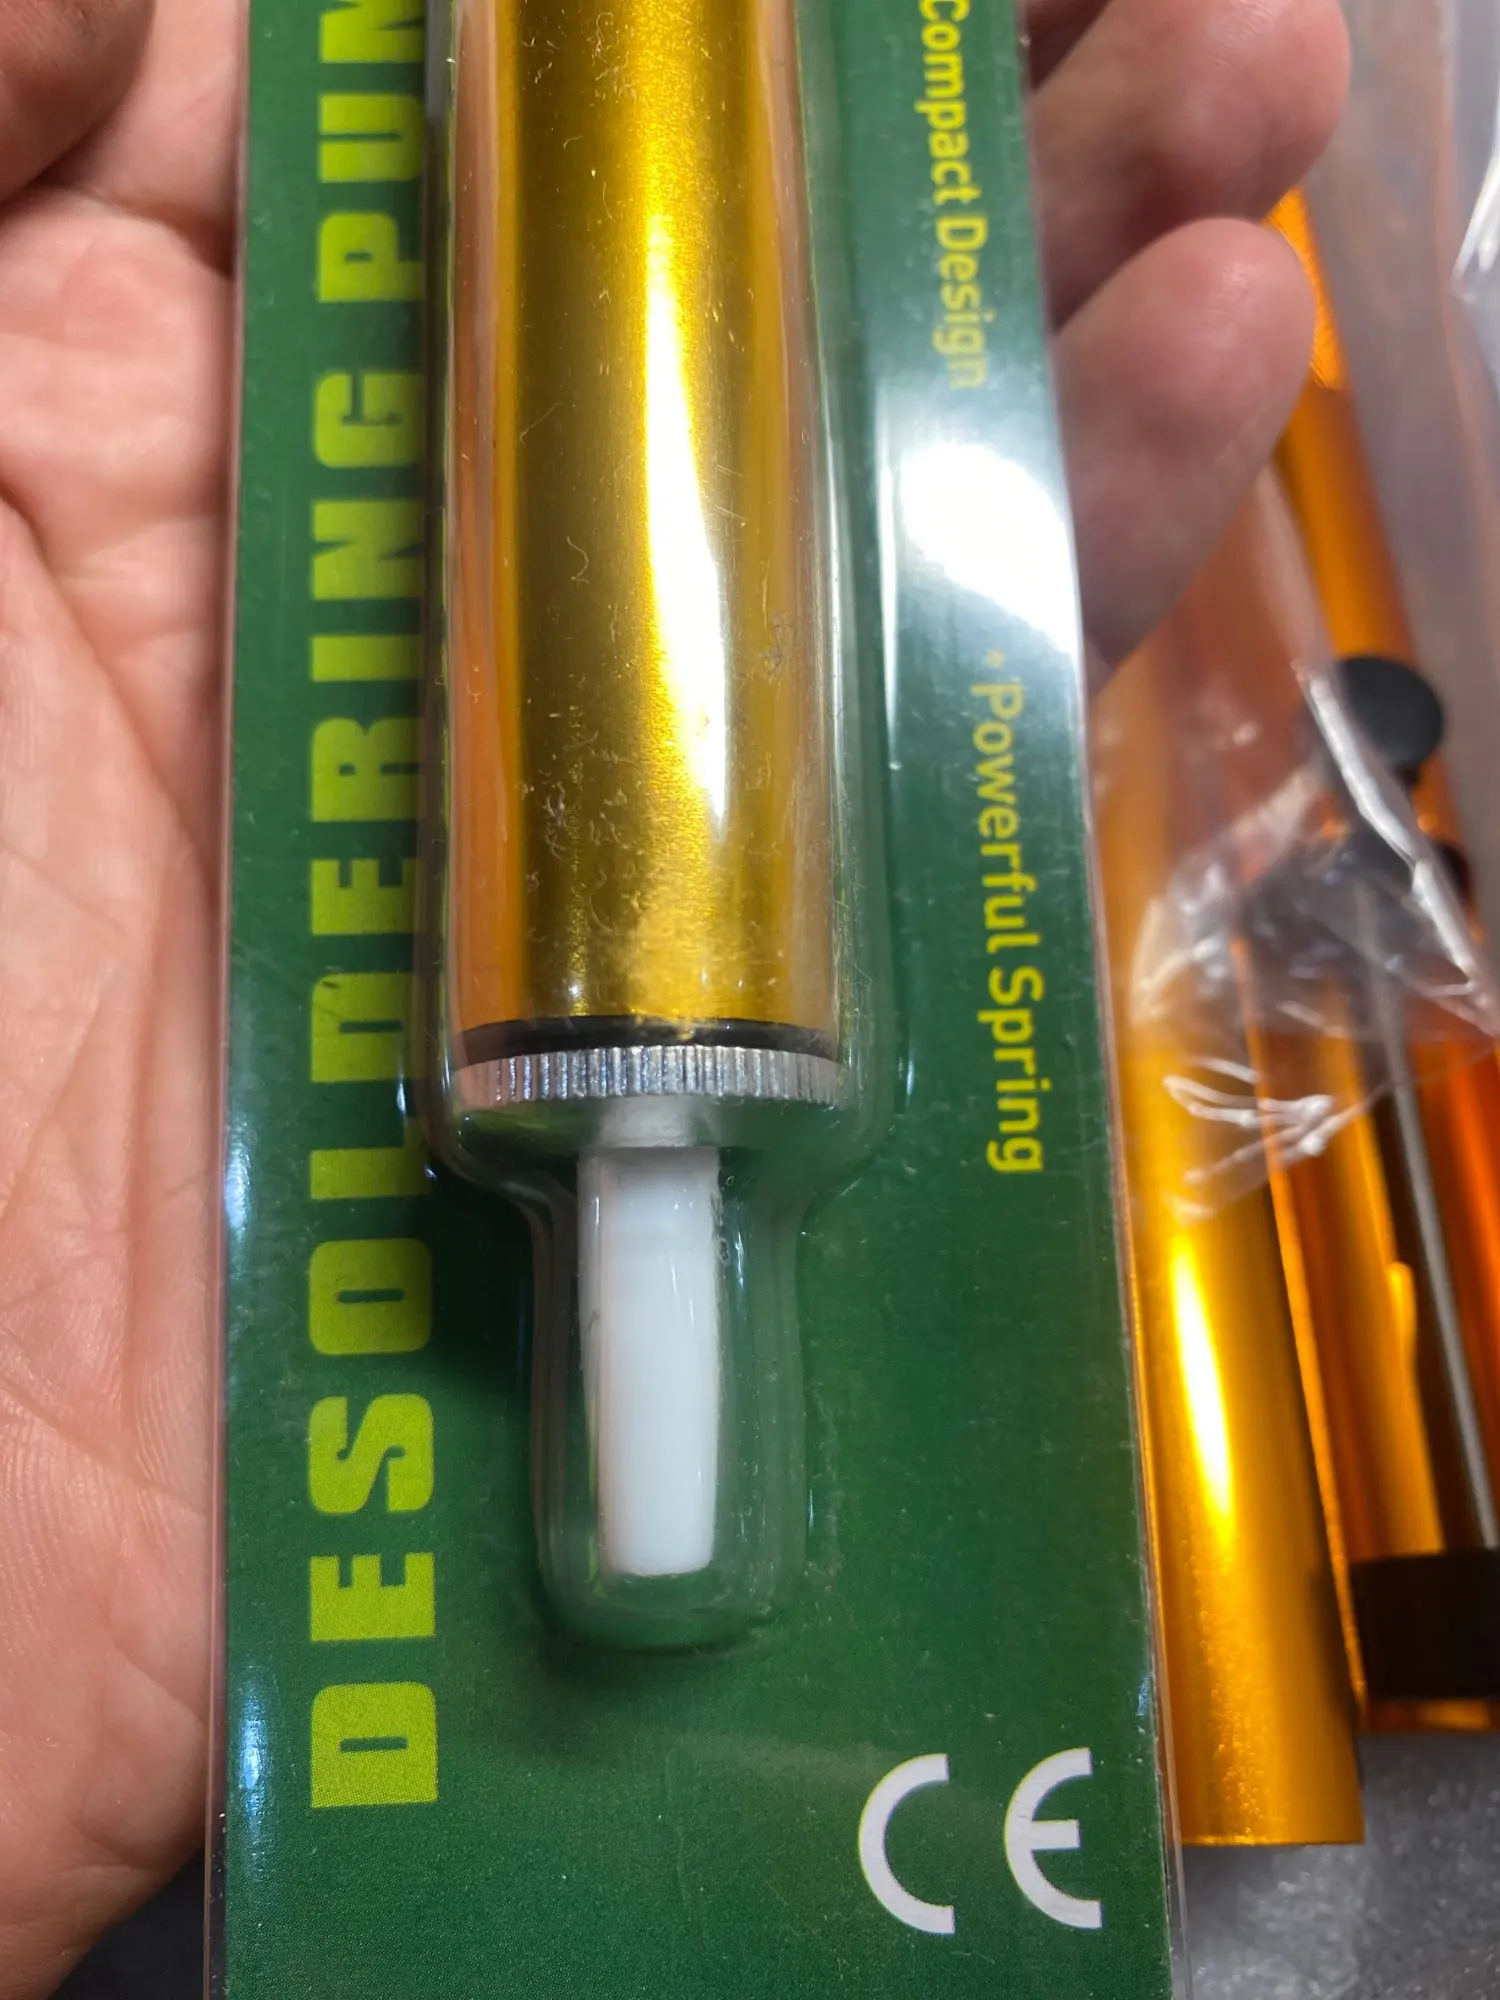 DESOLDERING PUM
Compact Design
* Powerful Spring
CE